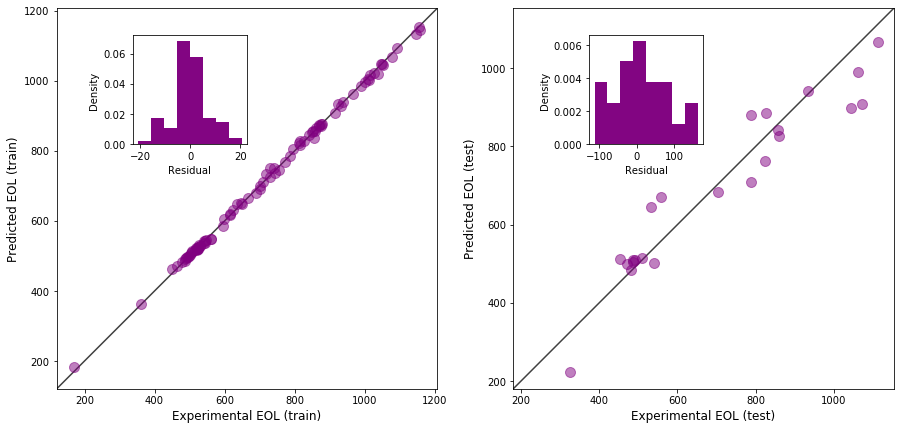 1200
1000
800
600
400
200
200 400 600 800 1000 1200
Experimental EOL (train)
Predicted EOL (train)
0.06
0.04
0.02
0.00
−20 0 20
Residual
Density
1000
800
600
400
200
200 400 600 800 1000
Experimental EOL (test)
Predicted EOL (test)
0.006
0.004
0.002
0.000
−100 0 100
Residual
Density